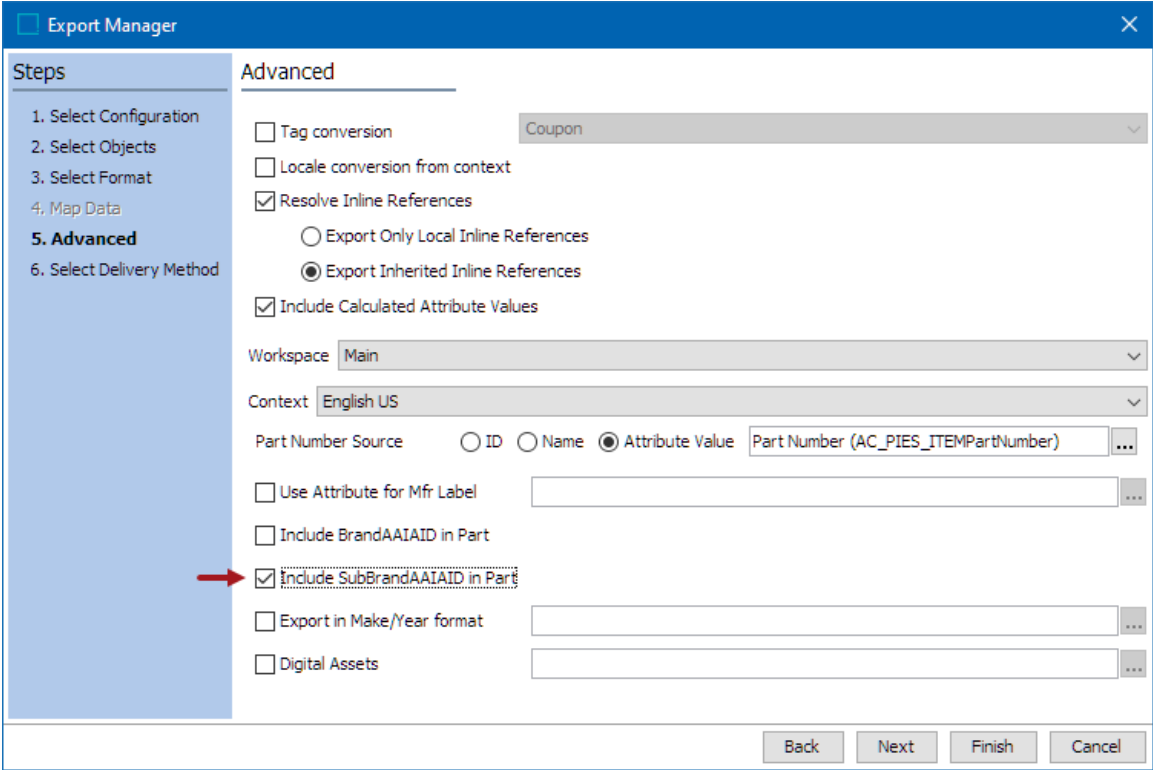 Export Manager
Steps
1. Select Configuration
2. Select Objects
3. Select Format
4. Map Data
5. Advanced
6. Select Delivery Method
Advanced
Tag conversion Coupon
Locale conversion from context
Resolve Inline References
Export Only Local Inline References
Export Inherited Inline References
Include Calculated Attribute Values
Workspace Main
Context English US
Part Number Source ID Name Attribute Value Part Number (AC_PIES_ITEMPartNumber) ...
Use Attribute for Mfr Label ...
Include BrandAAIAID in Part
Include SubBrandAAIAID in Part
Export in Make/Year format ...
Digital Assets ...
Back Next Finish Cancel